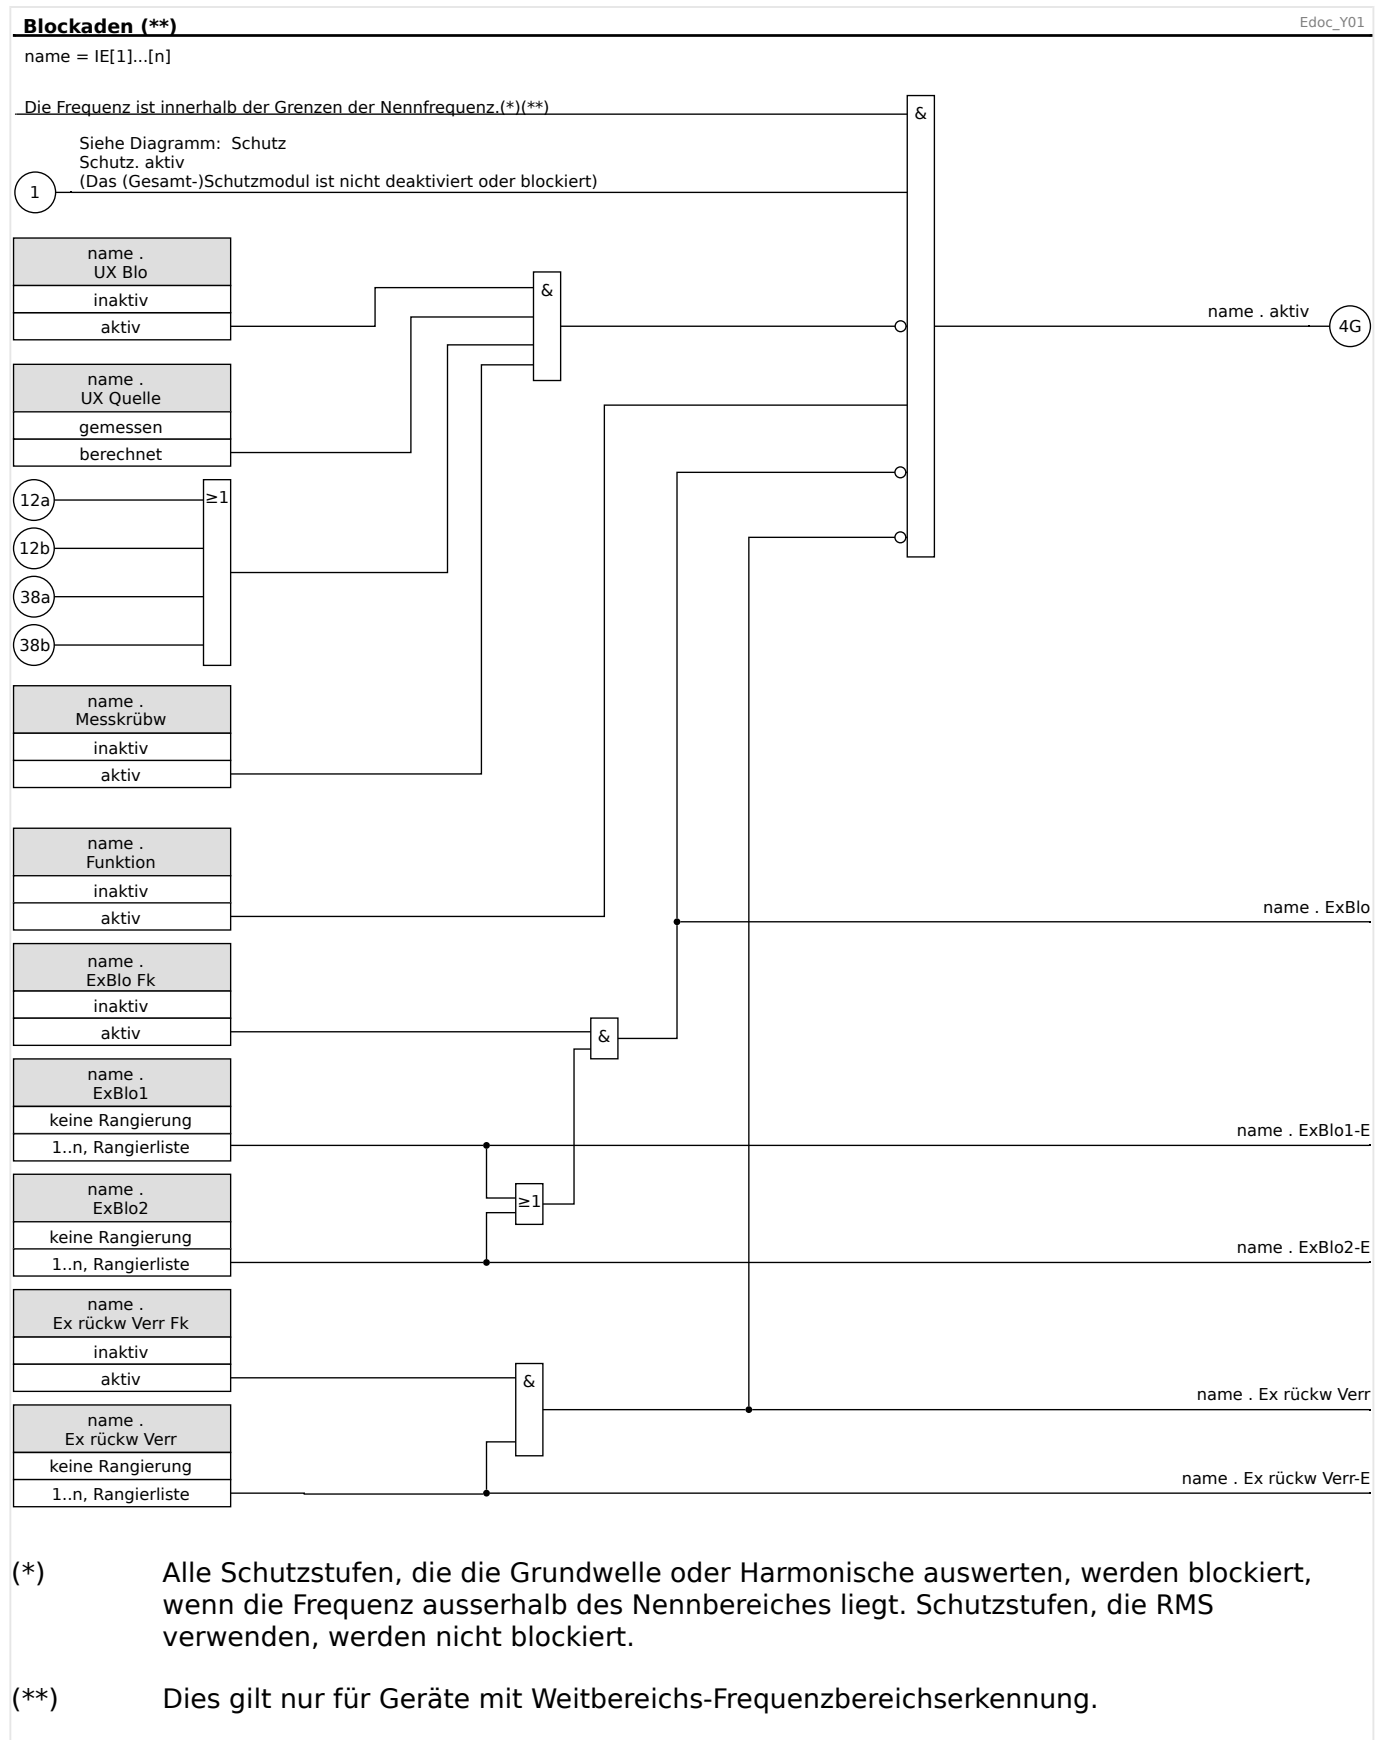 Blockaden (**)
Edoc_Y01
name = IE[1]...[n]
Die Frequenz ist innerhalb der Grenzen der Nennfrequenz.(*)(**)
&
Siehe Diagramm:  Schutz
Schutz. aktiv
(Das (Gesamt-)Schutzmodul ist nicht deaktiviert oder blockiert)
1
name .
UX Blo
inaktiv
aktiv
&
name . aktiv
4G
name .
UX Quelle
gemessen
berechnet
12a
≥1
12b
38a
38b
name .
Messkrübw
inaktiv
aktiv
name .
Funktion
inaktiv
aktiv
name . ExBlo
name .
ExBlo Fk
inaktiv
aktiv
&
name .
ExBlo1
keine Rangierung
1..n, Rangierliste
name . ExBlo1-E
name .
ExBlo2
≥1
keine Rangierung
1..n, Rangierliste
name . ExBlo2-E
name .
Ex rückw Verr Fk
inaktiv
aktiv
&
name . Ex rückw Verr
name .
Ex rückw Verr
keine Rangierung
1..n, Rangierliste
name . Ex rückw Verr-E
(*) Alle Schutzstufen, die die Grundwelle oder Harmonische auswerten, werden blockiert,
wenn die Frequenz ausserhalb des Nennbereiches liegt. Schutzstufen, die RMS
verwenden, werden nicht blockiert.
(**) Dies gilt nur für Geräte mit Weitbereichs-Frequenzbereichserkennung.